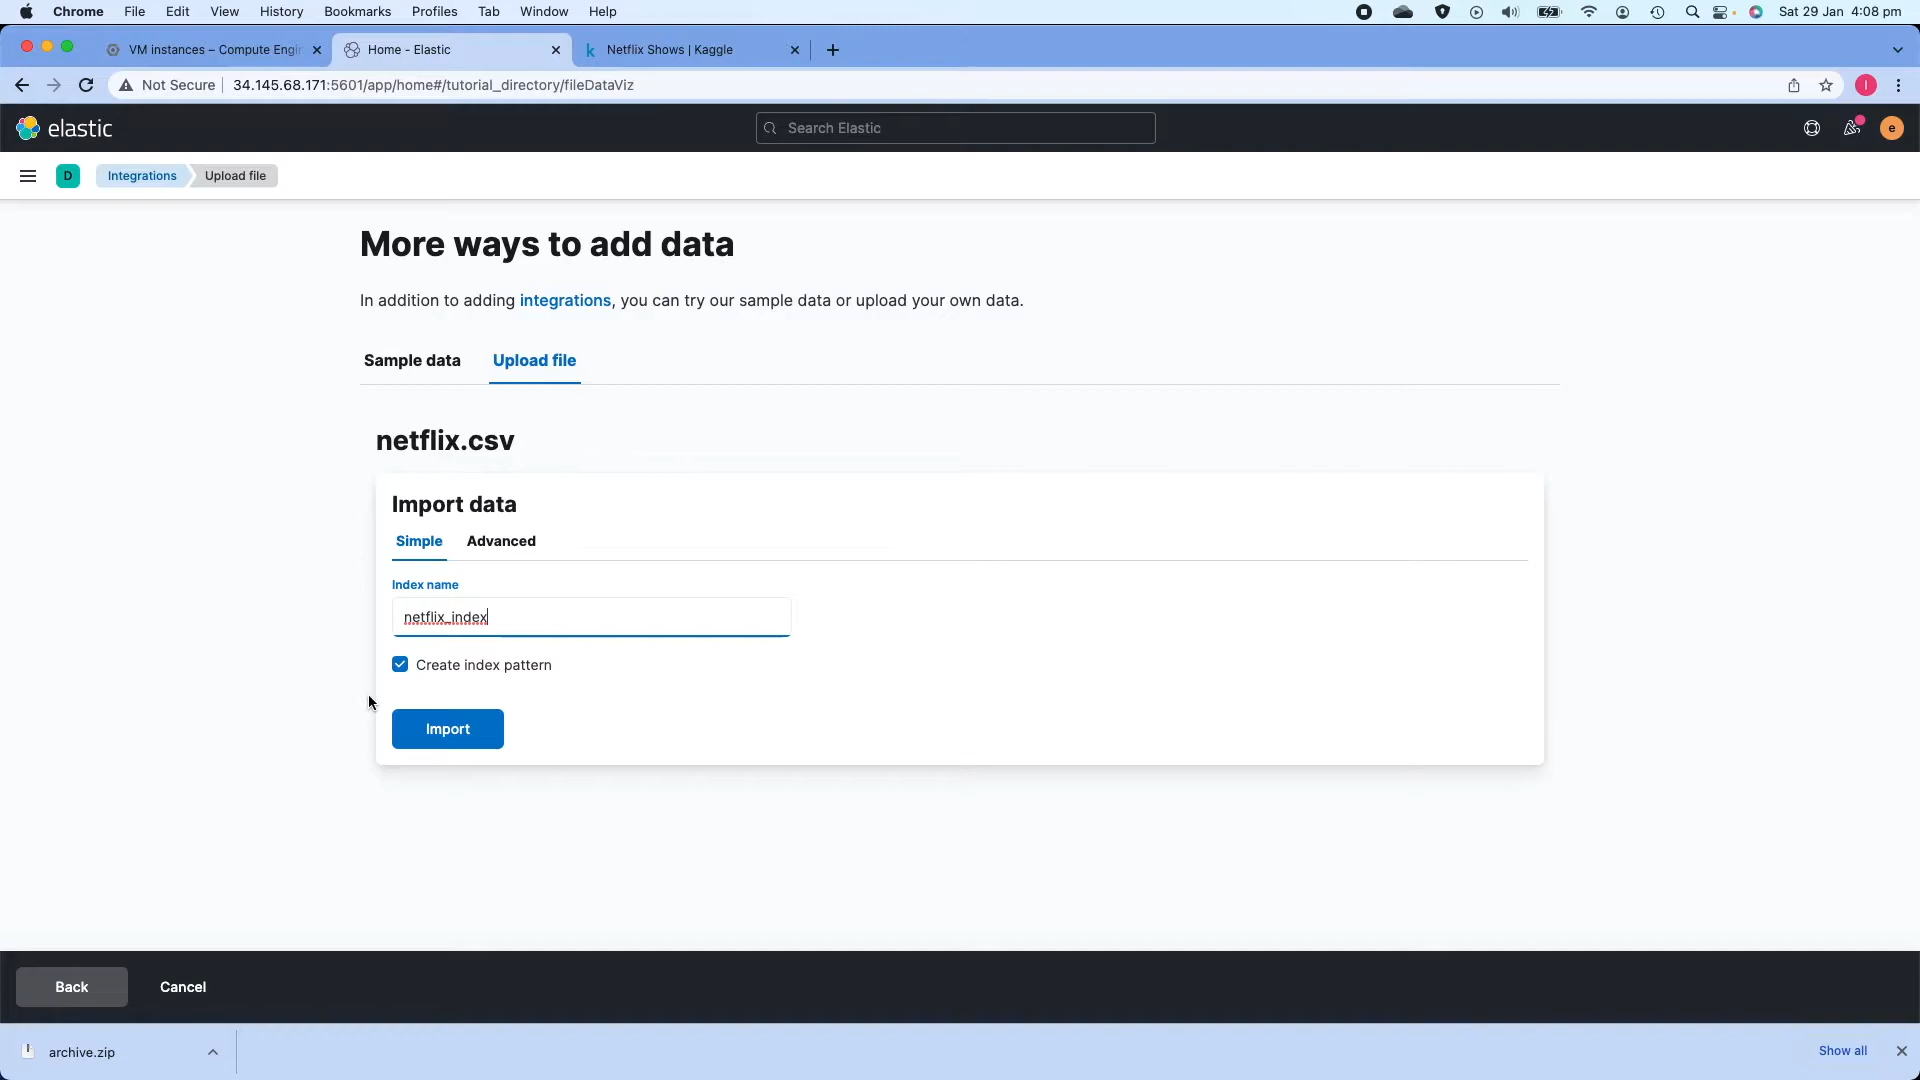 Chrome File Edit View History Bookmarks Profiles Tab Window Help Sat 29 Jan 4:08 pm
VM instances – Compute Engin Home - Elastic Netflix Shows | Kaggle
Not Secure 34.145.68.171:5601/app/home#/tutorial_directory/fileDataViz I
elastic Search Elastic e
D Integrations Upload file
More ways to add data
In addition to adding integrations, you can try our sample data or upload your own data.
Sample data Upload file
netflix.csv
Import data
Simple Advanced
Index name
netflix_index
Create index pattern
Import
Back Cancel
archive.zip Show all